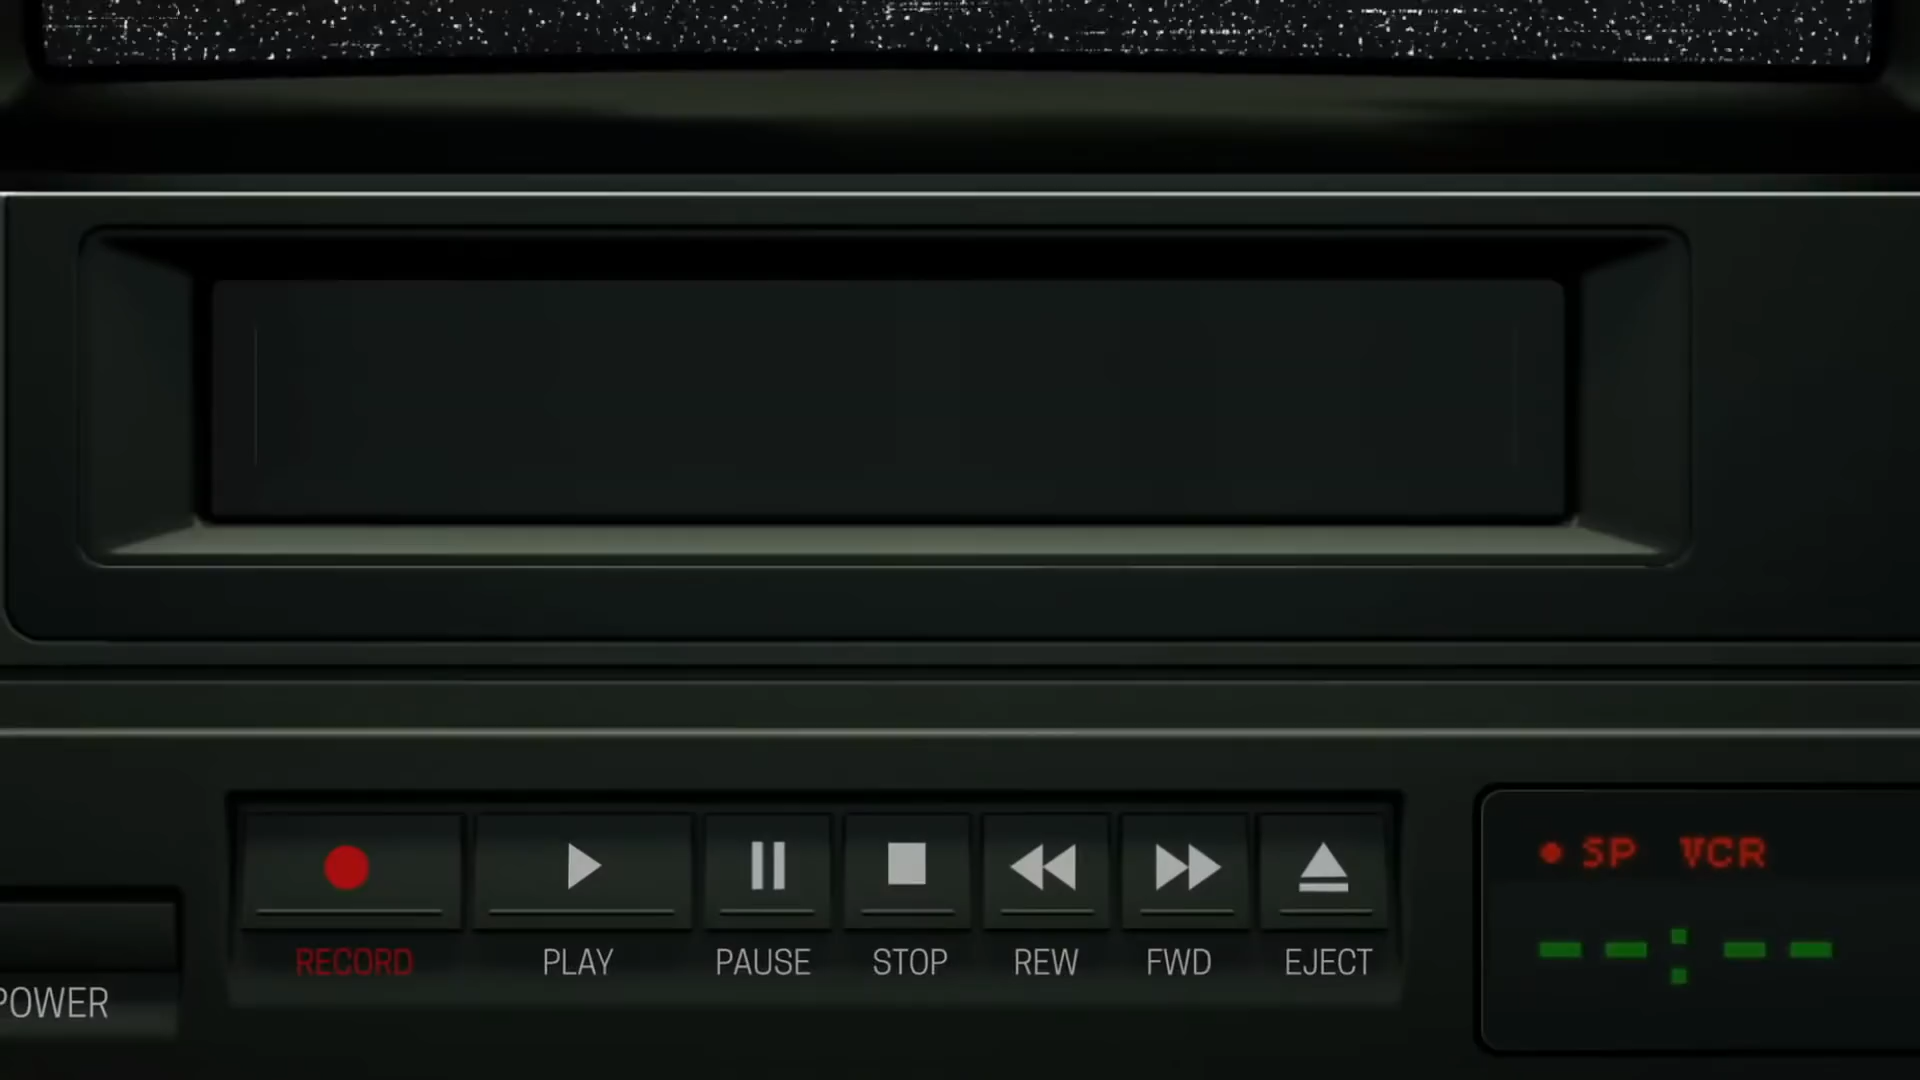 SP VCR
--:--
RECORD PLAY PAUSE STOP REW FWD EJECT
POWER